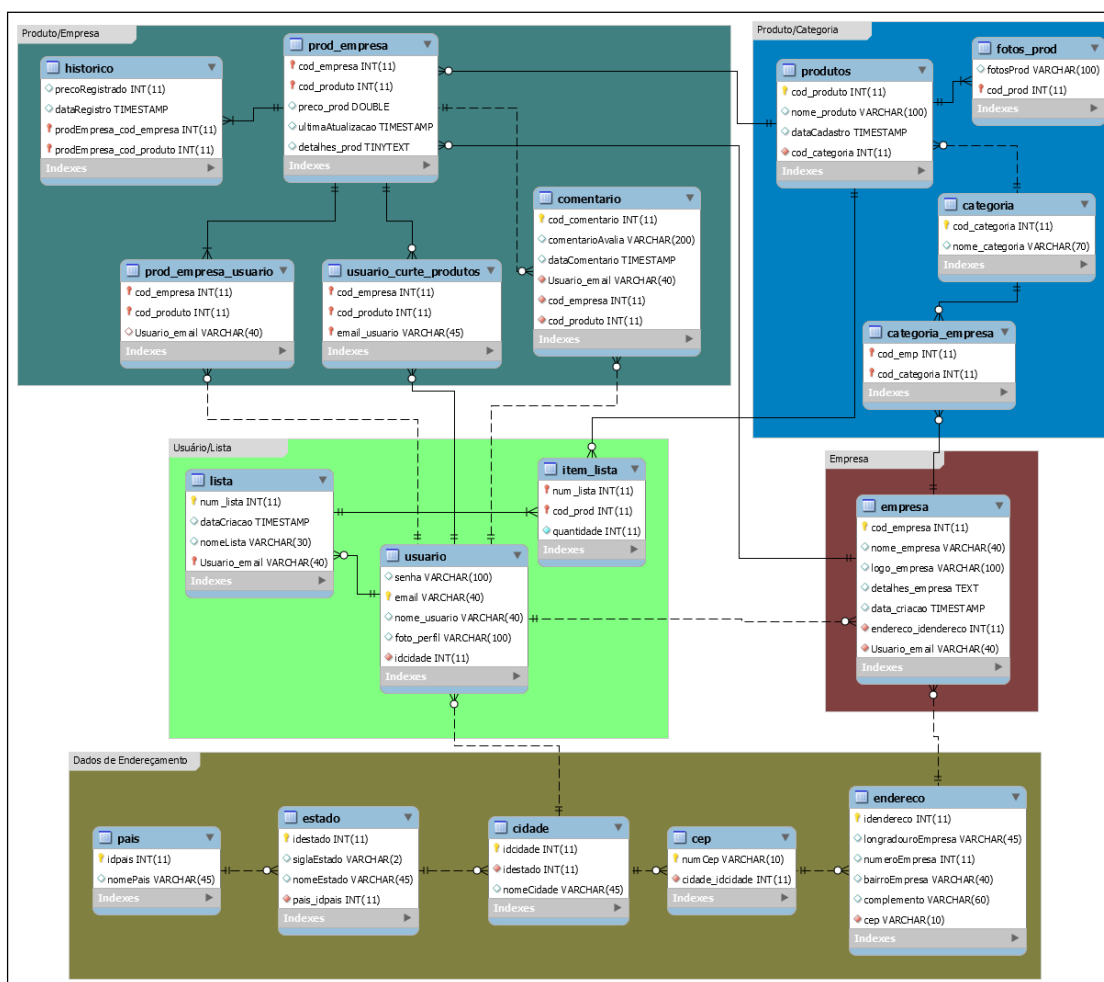 Produto/Empresa
historico
precoRegistrado INT(11)
dataRegistro TIMESTAMP
prodEmpresa_cod_empresa INT(11)
prodEmpresa_cod_produto INT(11)
Indexes
prod_empresa
cod_empresa INT(11)
cod_produto INT(11)
preco_prod DOUBLE
ultimaAtualizacao TIMESTAMP
detalhes_prod TINYTEXT
Indexes
comentario
cod_comentario INT(11)
comentarioAvalia VARCHAR(200)
dataComentario TIMESTAMP
Usuario_email VARCHAR(40)
cod_empresa INT(11)
cod_produto INT(11)
Indexes
prod_empresa_usuario
cod_empresa INT(11)
cod_produto INT(11)
Usuario_email VARCHAR(40)
Indexes
usuario_curte_produtos
cod_empresa INT(11)
cod_produto INT(11)
email_usuario VARCHAR(45)
Indexes
Produto/Categoria
produtos
cod_produto INT(11)
nome_produto VARCHAR(100)
dataCadastro TIMESTAMP
cod_categoria INT(11)
Indexes
fotos_prod
fotosProd VARCHAR(100)
cod_prod INT(11)
Indexes
categoria
cod_categoria INT(11)
nome_categoria VARCHAR(70)
Indexes
categoria_empresa
cod_emp INT(11)
cod_categoria INT(11)
Indexes
Usuário/Lista
lista
num_lista INT(11)
dataCriacao TIMESTAMP
nomeLista VARCHAR(30)
Usuario_email VARCHAR(40)
Indexes
item_lista
num_lista INT(11)
cod_prod INT(11)
quantidade INT(11)
Indexes
usuario
senha VARCHAR(100)
email VARCHAR(40)
nome_usuario VARCHAR(40)
foto_perfil VARCHAR(100)
idcidade INT(11)
Indexes
Empresa
empresa
cod_empresa INT(11)
nome_empresa VARCHAR(40)
logo_empresa VARCHAR(100)
detalhes_empresa TEXT
data_criacao TIMESTAMP
endereco_idendereco INT(11)
Usuario_email VARCHAR(40)
Indexes
Dados de Endereçamento
pais
idpais INT(11)
nomePais VARCHAR(45)
Indexes
estado
idestado INT(11)
siglaEstado VARCHAR(2)
nomeEstado VARCHAR(45)
pais_idpais INT(11)
Indexes
cidade
idcidade INT(11)
idestado INT(11)
nomeCidade VARCHAR(45)
Indexes
cep
numCep VARCHAR(10)
cidade_idcidade INT(11)
Indexes
endereco
idendereco INT(11)
longradouroEmpresa VARCHAR(45)
numeroEmpresa INT(11)
bairroEmpresa VARCHAR(40)
complemento VARCHAR(60)
cep VARCHAR(10)
Indexes